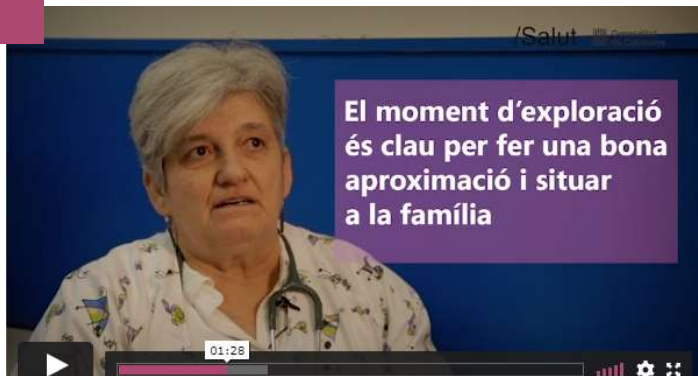 /Salut
El moment d'exploració
és clau per fer una bona
aproximació i situar
a la família
01:28